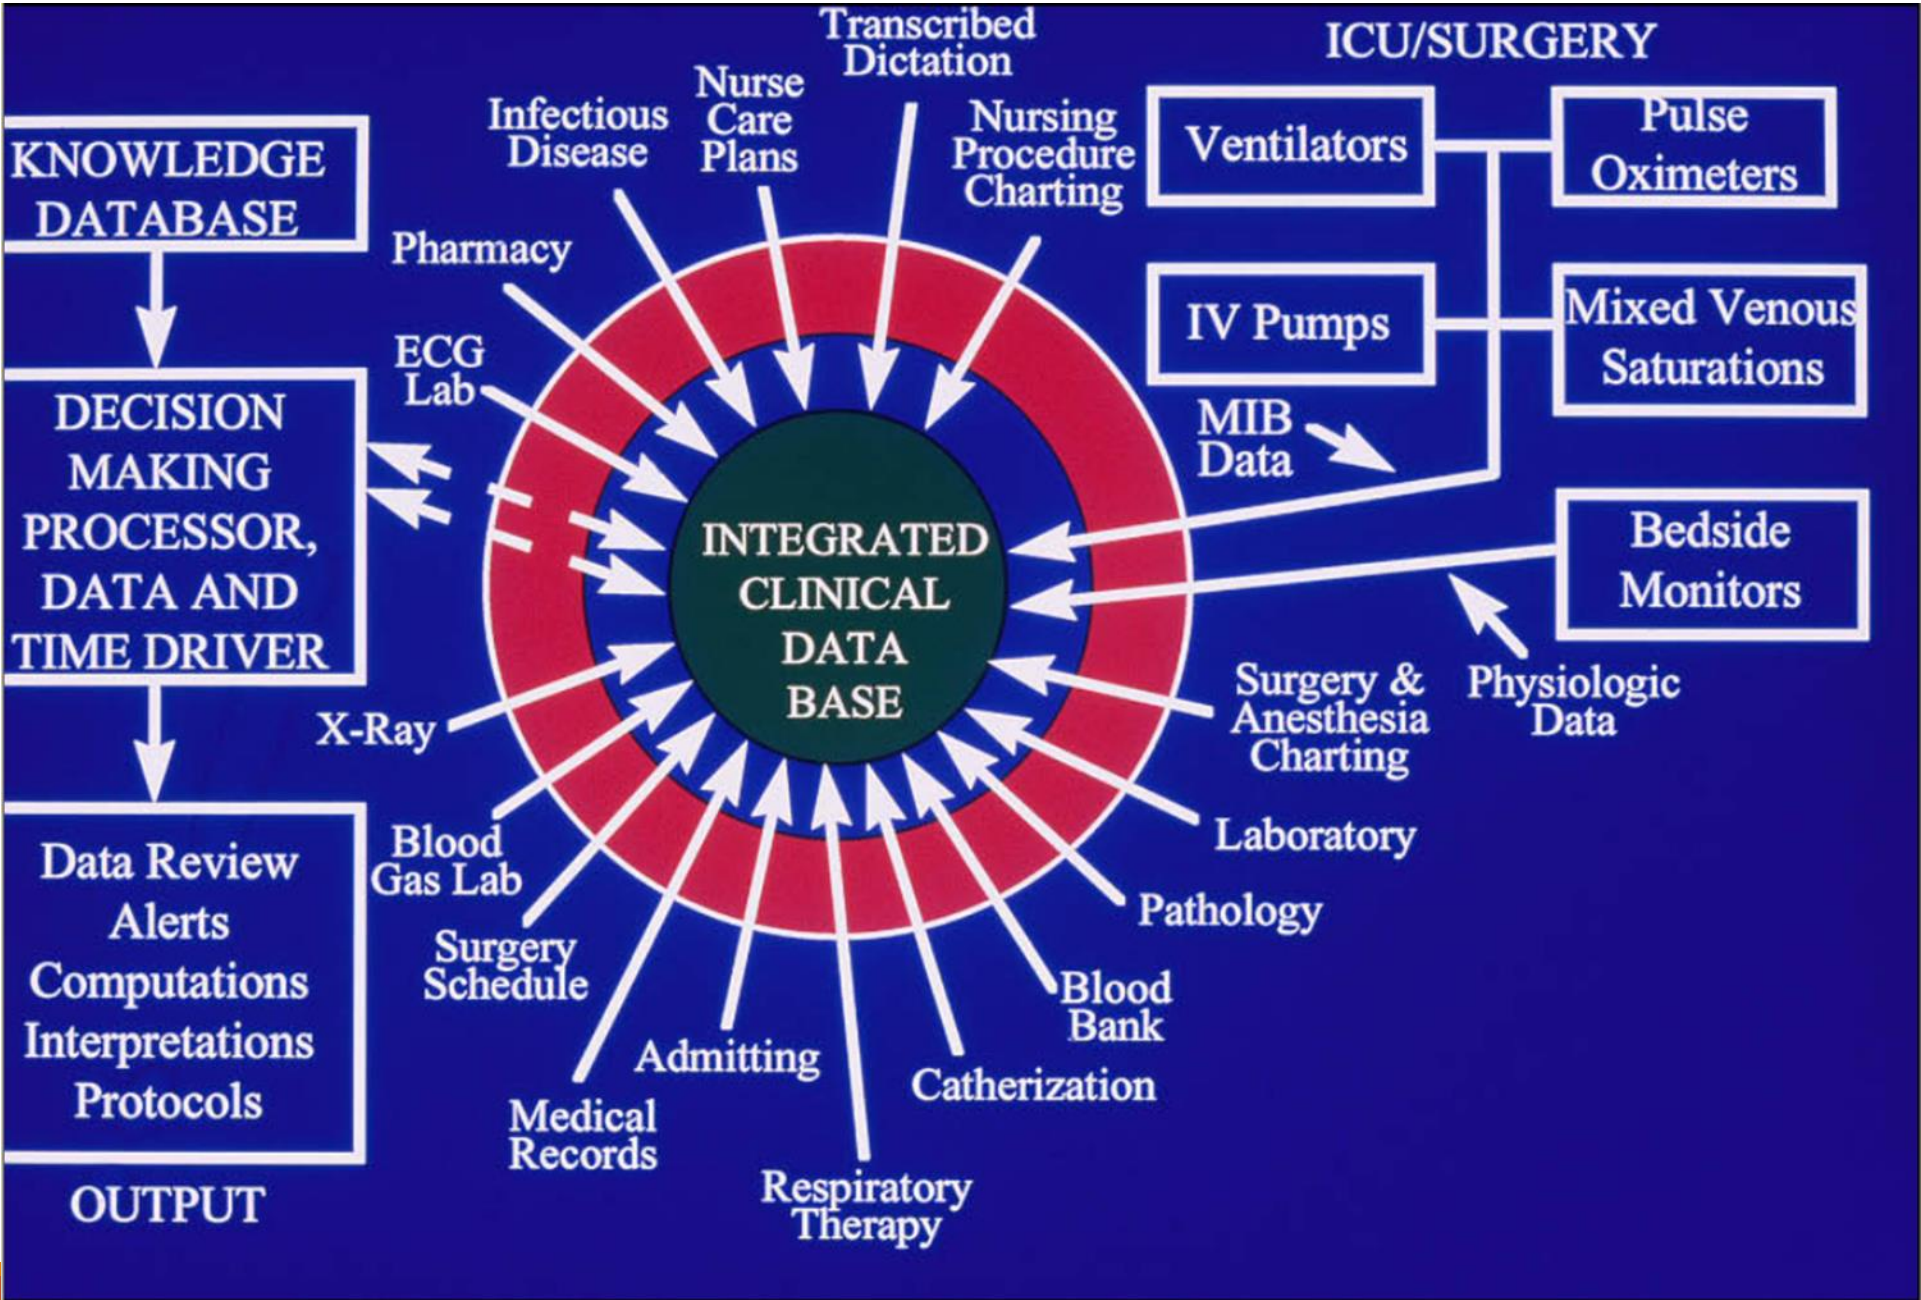 Transcribed
Dictation
ICU/SURGERY
Nurse
Care
Plans
Infectious
Disease
Nursing
Procedure
Charting
Ventilators
Pulse
Oximeters
KNOWLEDGE
DATABASE
Pharmacy
IV Pumps
Mixed Venous
Saturations
ECG
Lab
MIB
Data
DECISION
MAKING
PROCESSOR,
DATA AND
TIME DRIVER
INTEGRATED
CLINICAL
DATA
BASE
Bedside
Monitors
Physiologic
Data
Surgery &
Anesthesia
Charting
X-Ray
Laboratory
Blood
Gas Lab
Pathology
Surgery
Schedule
Blood
Bank
Admitting
Catherization
Medical
Records
Respiratory
Therapy
Data Review
Alerts
Computations
Interpretations
Protocols
OUTPUT